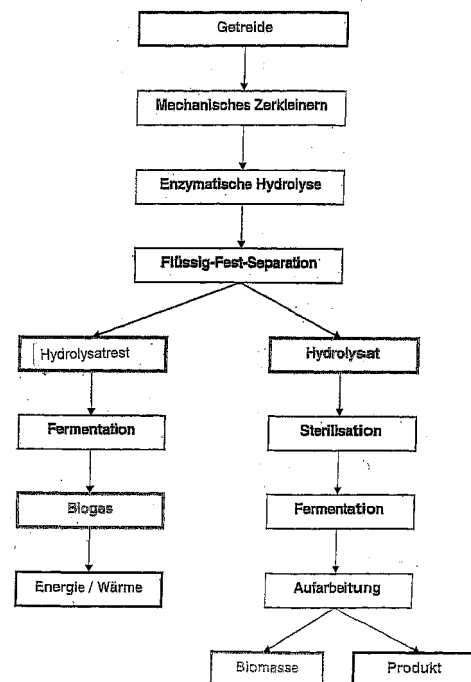 Getreide
Mechanisches Zerkleinern
Enzymatische Hydrolyse
Flüssig-Fest-Separation
Hydrolysatrest
Hydrolysat
Fermentation
Sterilisation
Biogas
Fermentation
Energie / Wärme
Aufarbeitung
Biomasse
Produkt